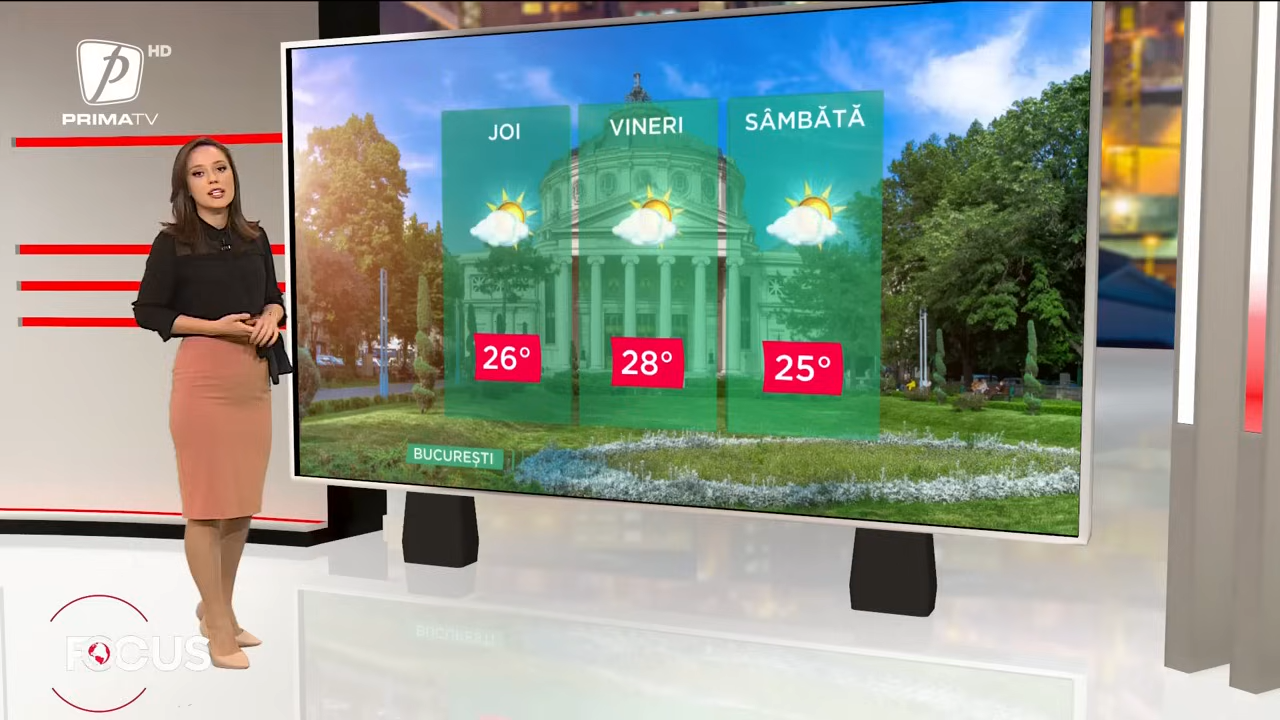 HD
PRIMATV
JOI
VINERI
SÂMBĂTĂ
26°
28°
25°
BUCUREȘTI
FOCUS